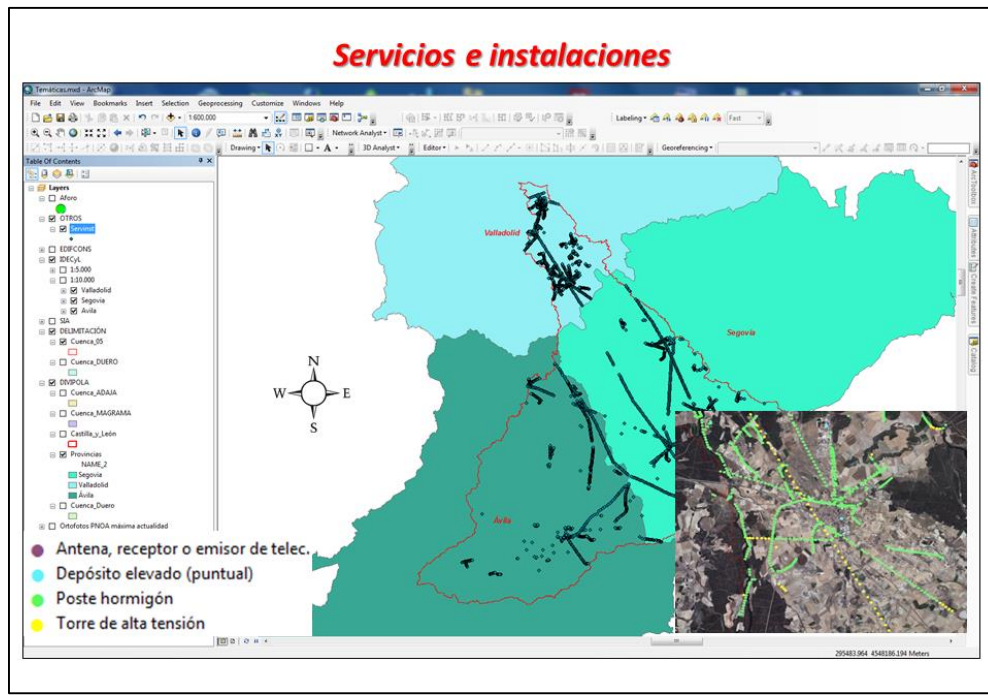 Servicios e instalaciones
Temáticas.mxd - ArcMap
File Edit View Bookmarks Insert Selection Geoprocessing Customize Windows Help
1:600.000 Labeling Fast
Network Analyst
Drawing A 3D Analyst Editor Georeferencing
Table Of Contents
Layers
Aforo
OTROS
ServInst
EDIFCONS
IDECyL
1:5.000
1:10.000
Valladolid
Segovia
Ávila
SIA
DELIMITACIÓN
Cuenca_05
Cuenca_DUERO
DIVIPOLA
Cuenca_ADAJA
Cuenca_MAGRAMA
Castilla_y_León
Provincias
NAME_2
Segovia
Valladolid
Ávila
Cuenca_Duero
Ortofotos PNOA máxima actualidad
Antena, receptor o emisor de telec.
Depósito elevado (puntual)
Poste hormigón
Torre de alta tensión
N
W E
S
Valladolid
Segovia
Ávila
ArcToolbox
Attributes
Create Features
Catalog
295483,964 4548186,194 Meters